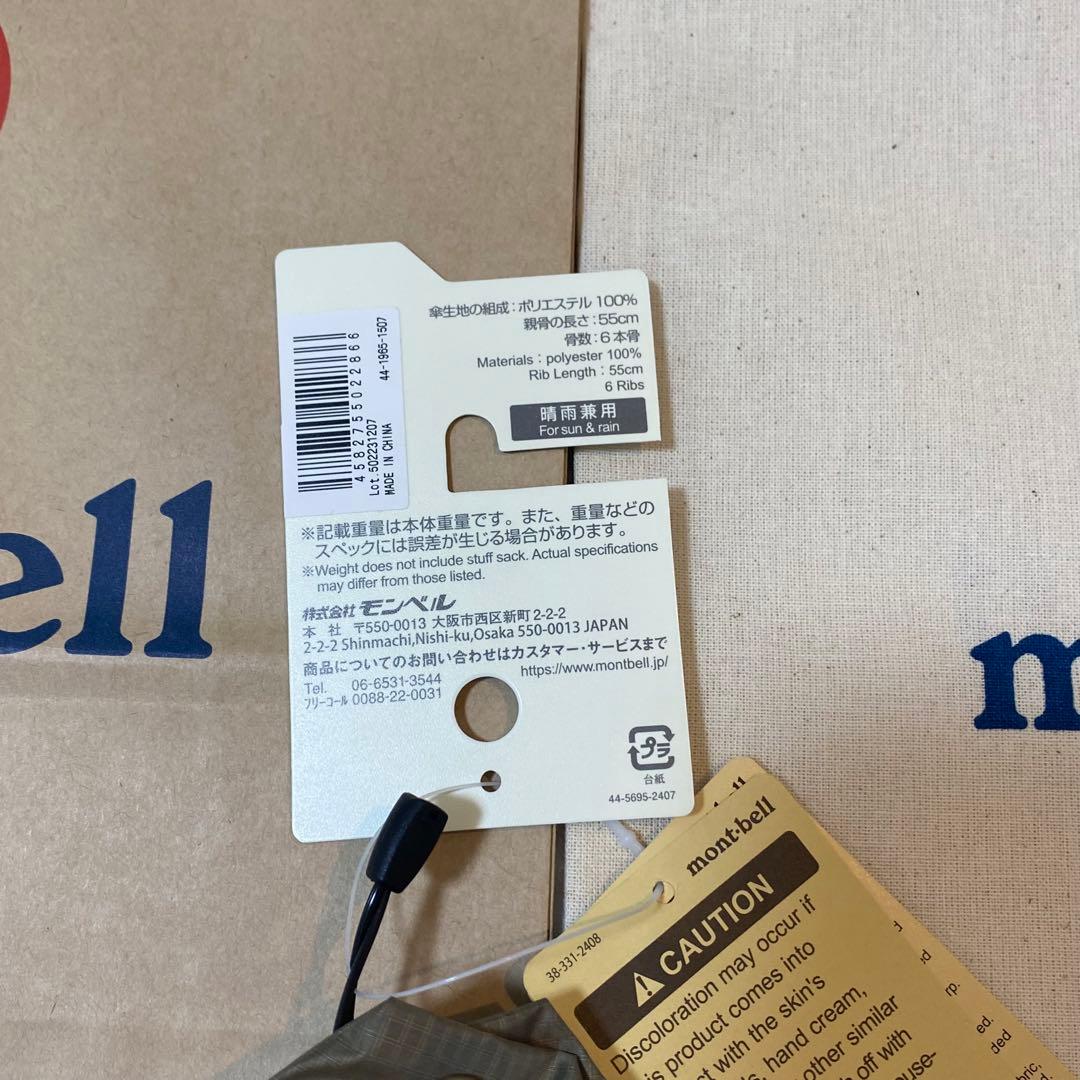 傘生地の組成：ポリエステル 100%
親骨の長さ：55cm
骨数：6本骨
Materials：polyester 100%
Rib Length：55cm
6 Ribs
晴雨兼用
For sun & rain
4582755022866
44-1965-1507
Lot.502231207
MADE IN CHINA
※記載重量は本体重量です。また、重量などの
スペックには誤差が生じる場合があります。
※Weight does not include stuff sack. Actual specifications
may differ from those listed.
株式会社 モンベル
本 社 〒550-0013 大阪市西区新町2-2-2
2-2-2 Shinmachi,Nishi-ku,Osaka 550-0013 JAPAN
商品についてのお問い合わせはカスタマー・サービスまで
Tel. 06-6531-3544
https://www.montbell.jp/
ﾌﾘｰｺｰﾙ 0088-22-0031
プラ
台紙
44-5695-2407
ell
m
mont-bell
38-331-2408
CAUTION
Discoloration may occur if
is product comes into
ct with the skin's
hand cream,
other similar
off with